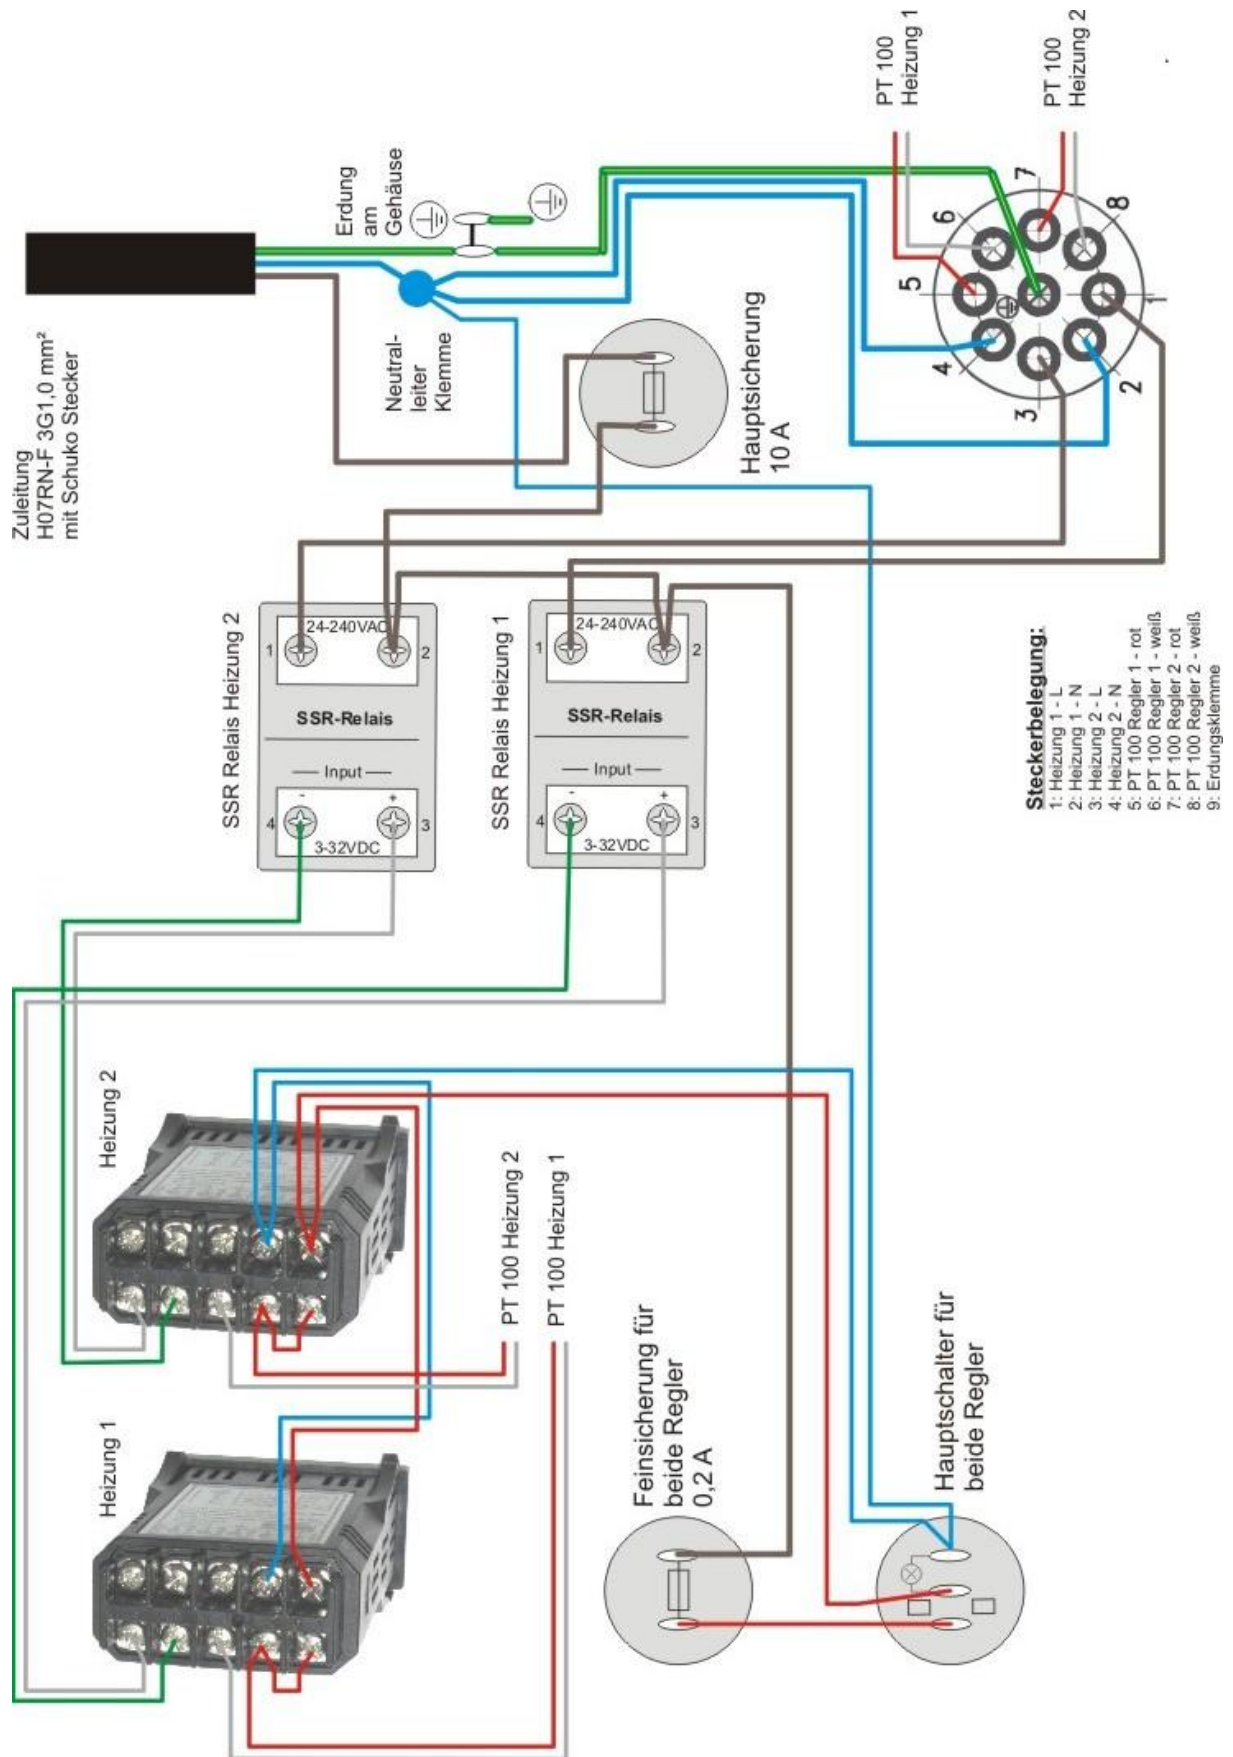 Zuleitung
H07RN-F 3G1,0 mm²
mit Schuko Stecker
Erdung
am
Gehäuse
Neutral-
leiter
Klemme
Hauptsicherung
10 A
PT 100
Heizung 1
PT 100
Heizung 2
1
2
3
4
5
6
7
8
SSR Relais Heizung 2
24-240VAC
1
2
SSR-Relais
Input
-
+
4
3
3-32VDC
SSR Relais Heizung 1
24-240VAC
1
2
SSR-Relais
Input
-
+
4
3
3-32VDC
Steckerbelegung:
1: Heizung 1 - L
2: Heizung 1 - N
3: Heizung 2 - L
4: Heizung 2 - N
5: PT 100 Regler 1 - rot
6: PT 100 Regler 1 - weiß
7: PT 100 Regler 2 - rot
8: PT 100 Regler 2 - weiß
9: Erdungsklemme
Heizung 2
Heizung 1
PT 100 Heizung 2
PT 100 Heizung 1
Feinsicherung für
beide Regler
0,2 A
Hauptschalter für
beide Regler